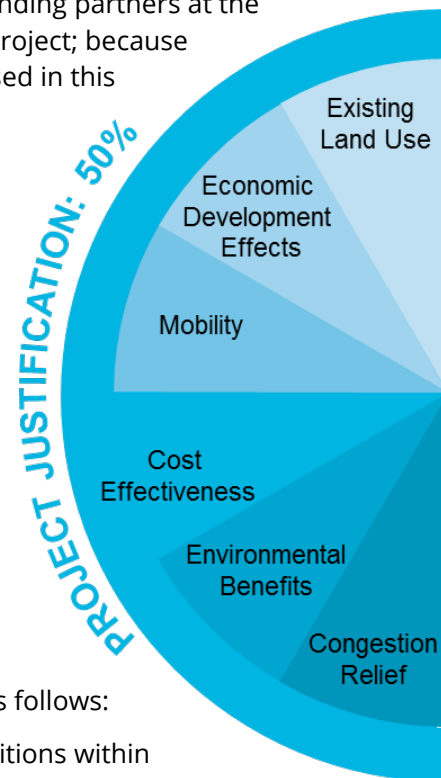 nding partners at the
roject; because
sed in this
PROJECT JUSTIFICATION: 50%
Existing
Land Use
Economic
Development
Effects
Mobility
Cost
Effectiveness
Environmental
Benefits
Congestion
Relief
s follows:
itions within